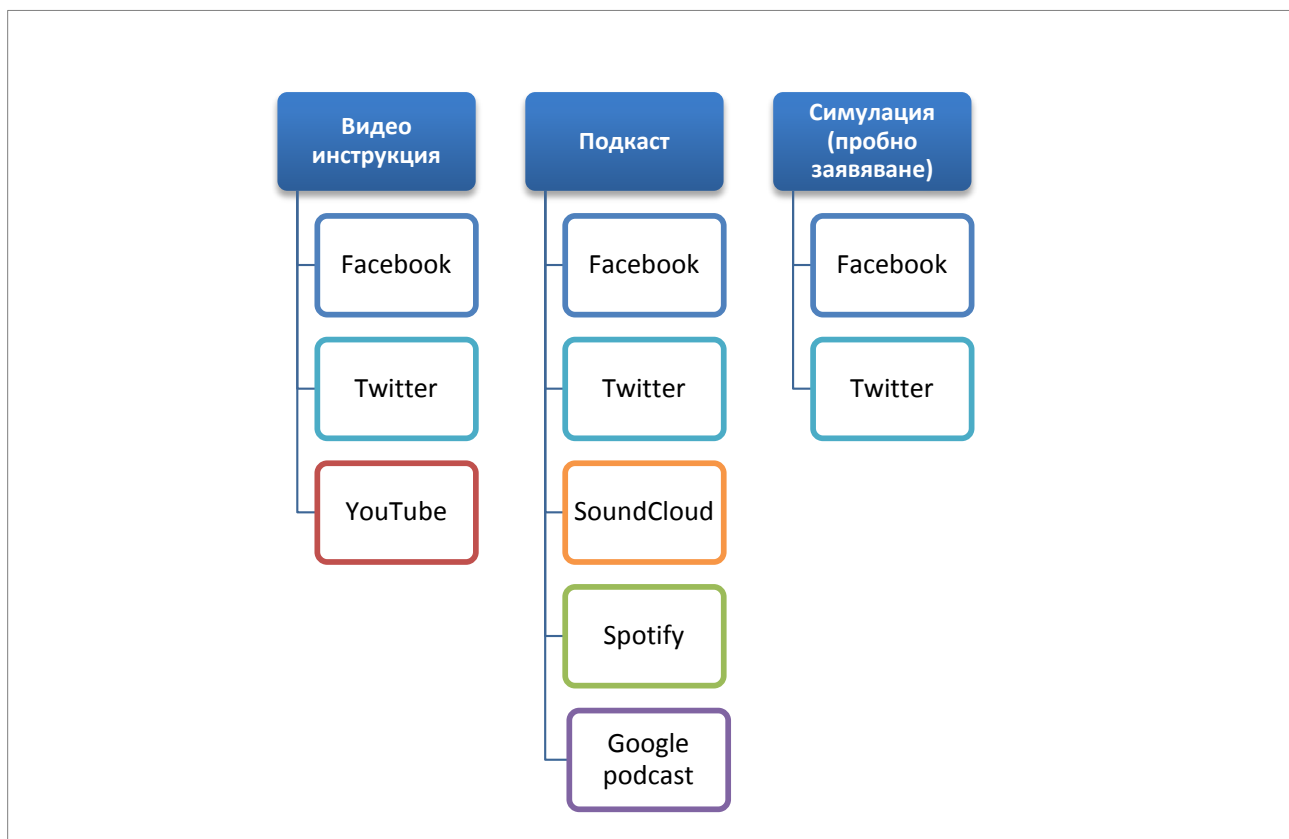 Видео
инструкция
Facebook
Twitter
YouTube
Подкаст
Facebook
Twitter
SoundCloud
Spotify
Google
podcast
Симулация
(пробно
заявяване)
Facebook
Twitter